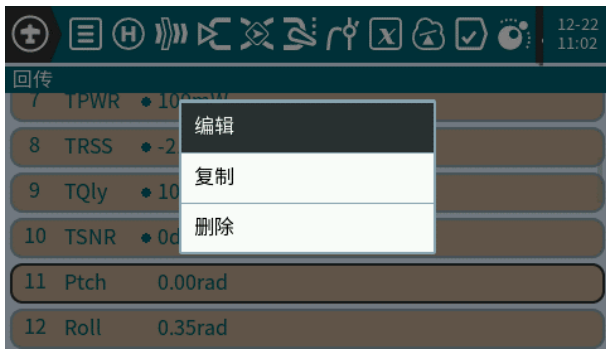 12-22
11:02
回传
7 TPWR 100mW
8 TRSS -2
9 TQly 10
10 TSNR 0d
11 Ptch 0.00rad
12 Roll 0.35rad
编辑
复制
删除